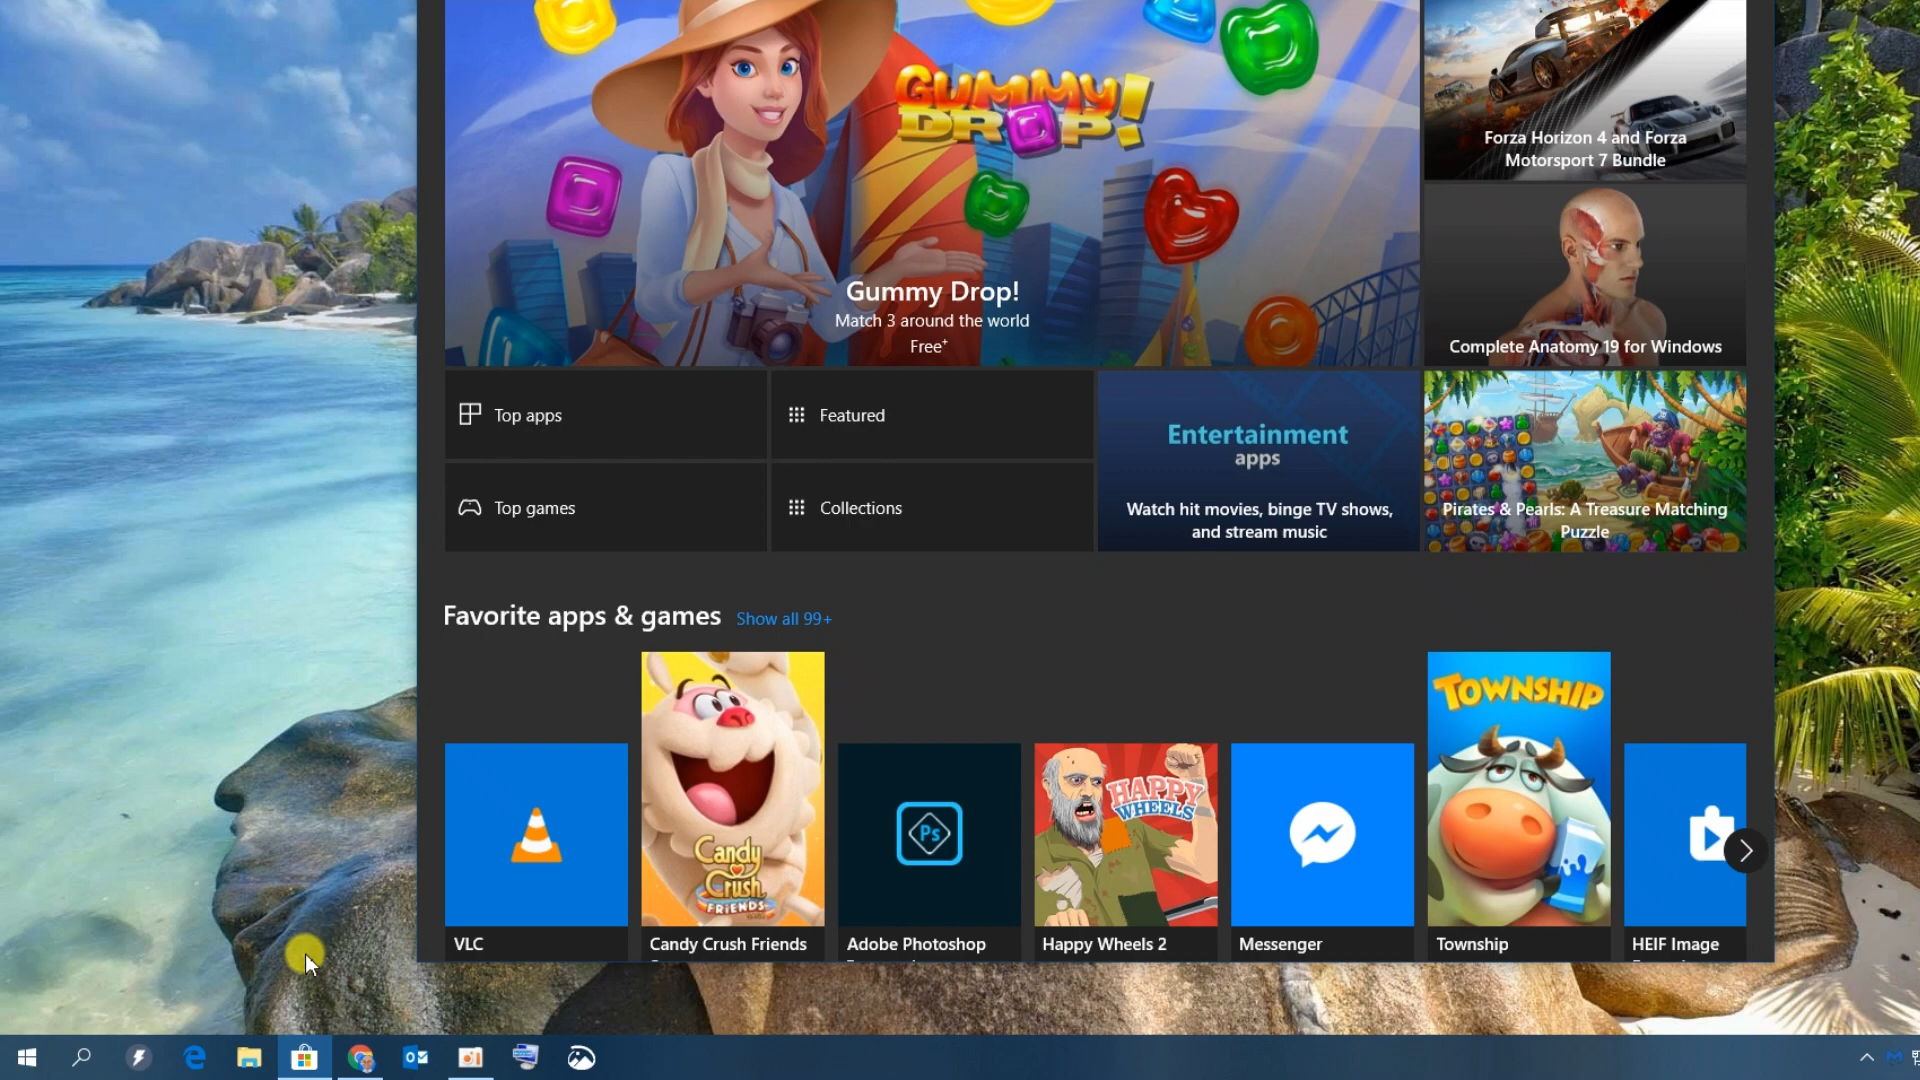 GUMMY
DROP!
Gummy Drop!
Match 3 around the world
Free+
Forza Horizon 4 and Forza
Motorsport 7 Bundle
Complete Anatomy 19 for Windows
Top apps
Featured
Top games
Collections
Entertainment
apps
Watch hit movies, binge TV shows,
and stream music
Pirates & Pearls: A Treasure Matching
Puzzle
Favorite apps & games Show all 99+
Candy
Crush
FRIENDS
Ps
HAPPY
WHEELS
TOWNSHIP
VLC
Candy Crush Friends
Adobe Photoshop
Happy Wheels 2
Messenger
Township
HEIF Image